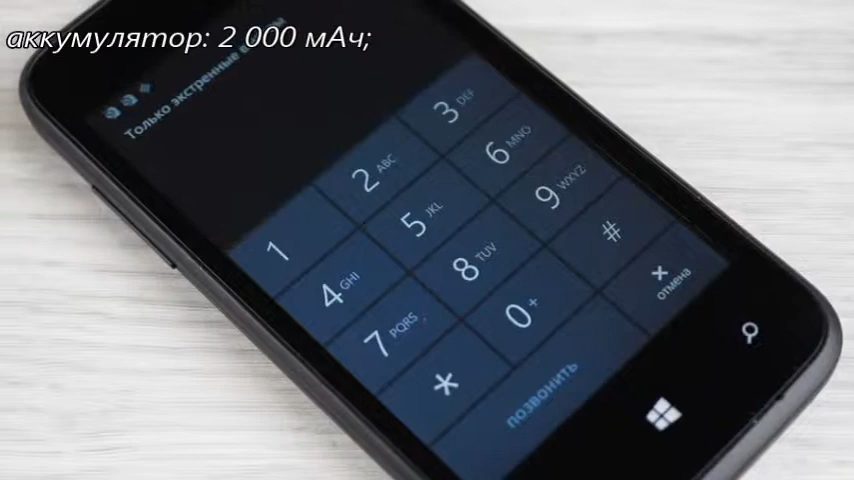 аккумулятор: 2 000 мАч;
Только экстренные вызовы
1
2 ABC
3 DEF
4 GHI
5 JKL
6 MNO
7 PQRS
8 TUV
9 WXYZ
*
0 +
#
позвонить
× отмена